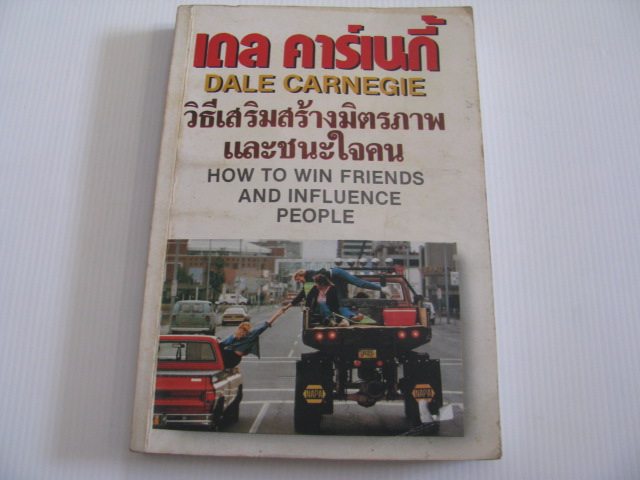 เดล คาร์เนกี้
DALE CARNEGIE
วิธีเสริมสร้างมิตรภาพ
และชนะใจคน
HOW TO WIN FRIENDS
AND INFLUENCE
PEOPLE
NAPA
NAPA